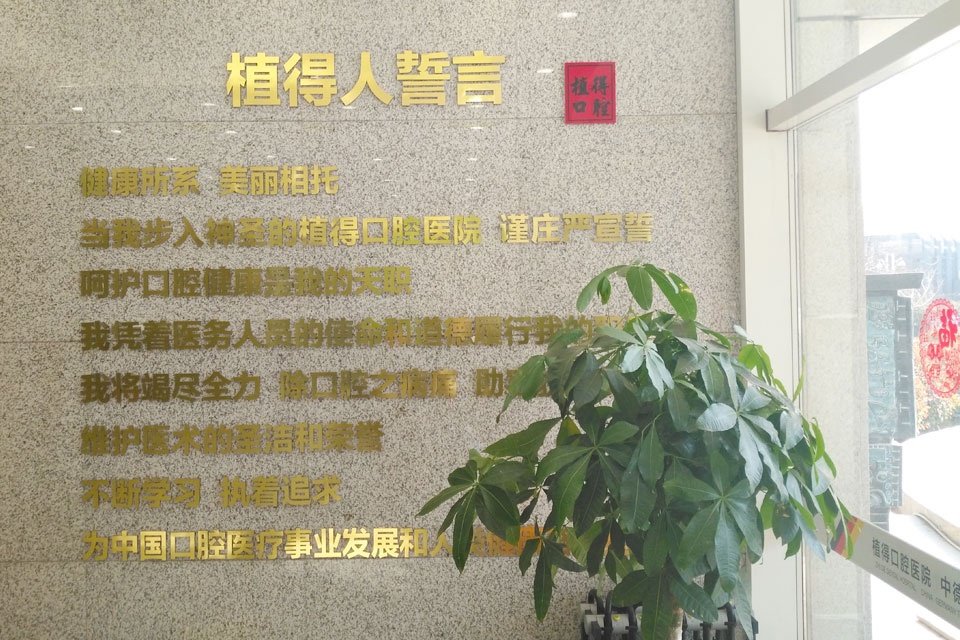 植得人誓言
植得
口腔
健康所系 美丽相托
当我步入神圣的植得口腔医院 谨庄严宣誓
呵护口腔健康是我的天职
我凭着医务人员的使命和道德履行我的
我将竭尽全力 除口腔之病痛 助
维护医术的圣洁和荣誉
不断学习 执着追求
为中国口腔医疗事业发展和人类
植得口腔医院 中德